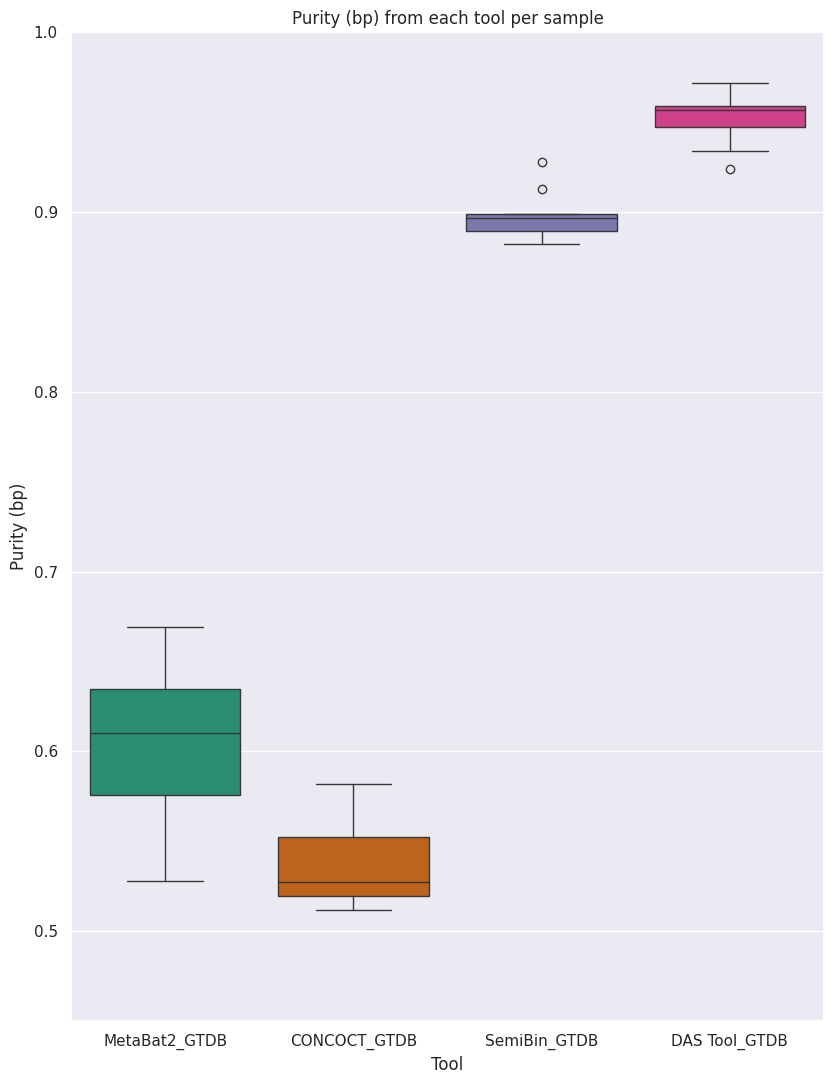 Purity (bp) from each tool per sample
1.0
0.9
0.8
0.7
0.6
0.5
Purity (bp)
MetaBat2_GTDB
CONCOCT_GTDB
SemiBin_GTDB
DAS Tool_GTDB
Tool